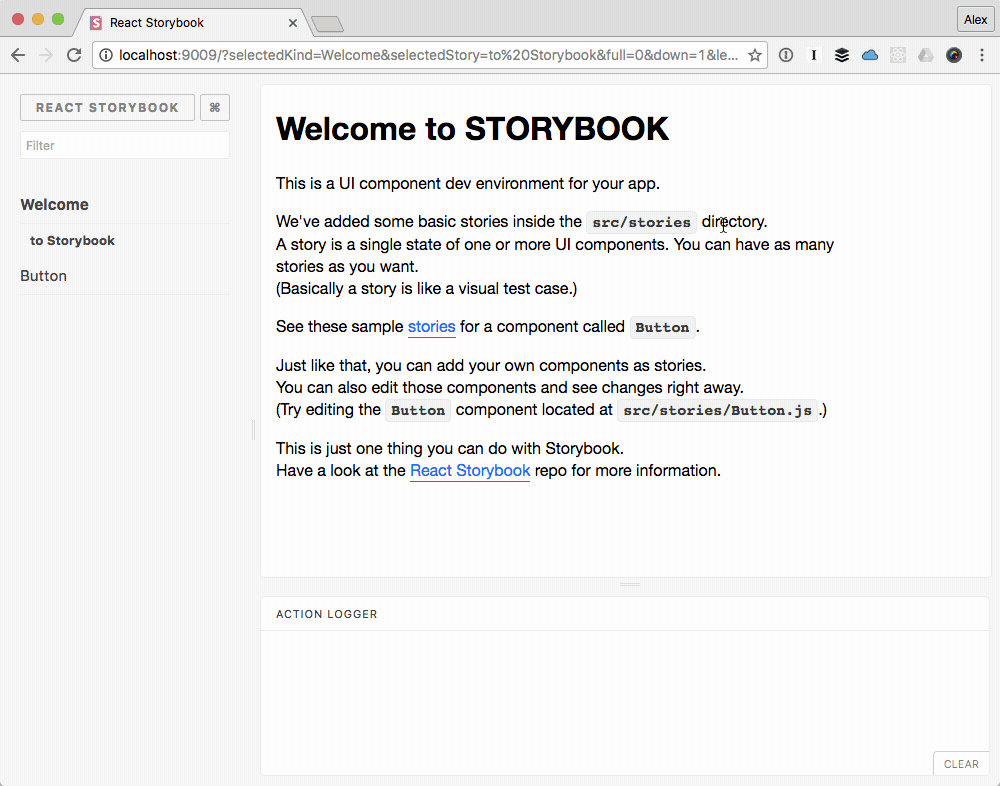 React Storybook
Alex
localhost:9009/?selectedKind=Welcome&selectedStory=to%20Storybook&full=0&down=1&le...
REACT STORYBOOK
⌘
Filter
Welcome
to Storybook
Button
Welcome to STORYBOOK
This is a UI component dev environment for your app.
We've added some basic stories inside the src/stories directory.
A story is a single state of one or more UI components. You can have as many
stories as you want.
(Basically a story is like a visual test case.)
See these sample stories for a component called Button.
Just like that, you can add your own components as stories.
You can also edit those components and see changes right away.
(Try editing the Button component located at src/stories/Button.js.)
This is just one thing you can do with Storybook.
Have a look at the React Storybook repo for more information.
ACTION LOGGER
CLEAR